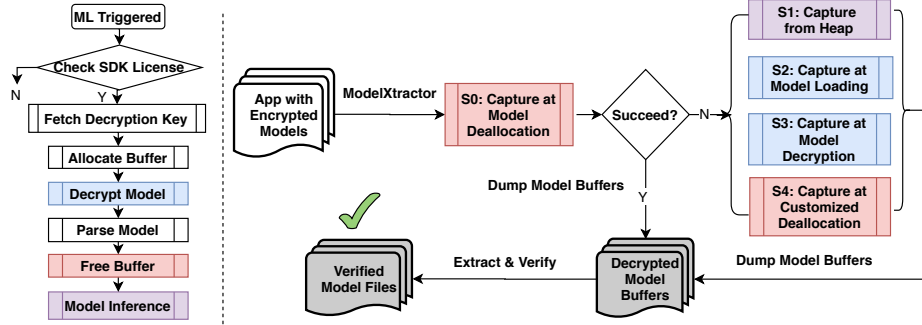 ML Triggered
Check SDK License
N
Y
Fetch Decryption Key
Allocate Buffer
Decrypt Model
Parse Model
Free Buffer
Model Inference
App with
Encrypted
Models
ModelXtractor
S0: Capture at
Model
Deallocation
Succeed?
N
Y
S1: Capture
from Heap
S2: Capture at
Model Loading
S3: Capture at
Model
Decryption
S4: Capture at
Customized
Deallocation
Dump Model Buffers
Decrypted
Model
Buffers
Dump Model Buffers
Extract & Verify
Verified
Model Files